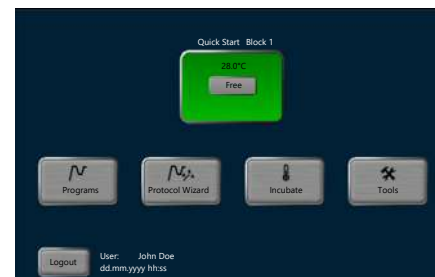 Quick Start Block 1
28.0°C
Free
Programs
Protocol Wizard
Incubate
Tools
Logout
User: John Doe
dd.mm.yyyy hh:ss